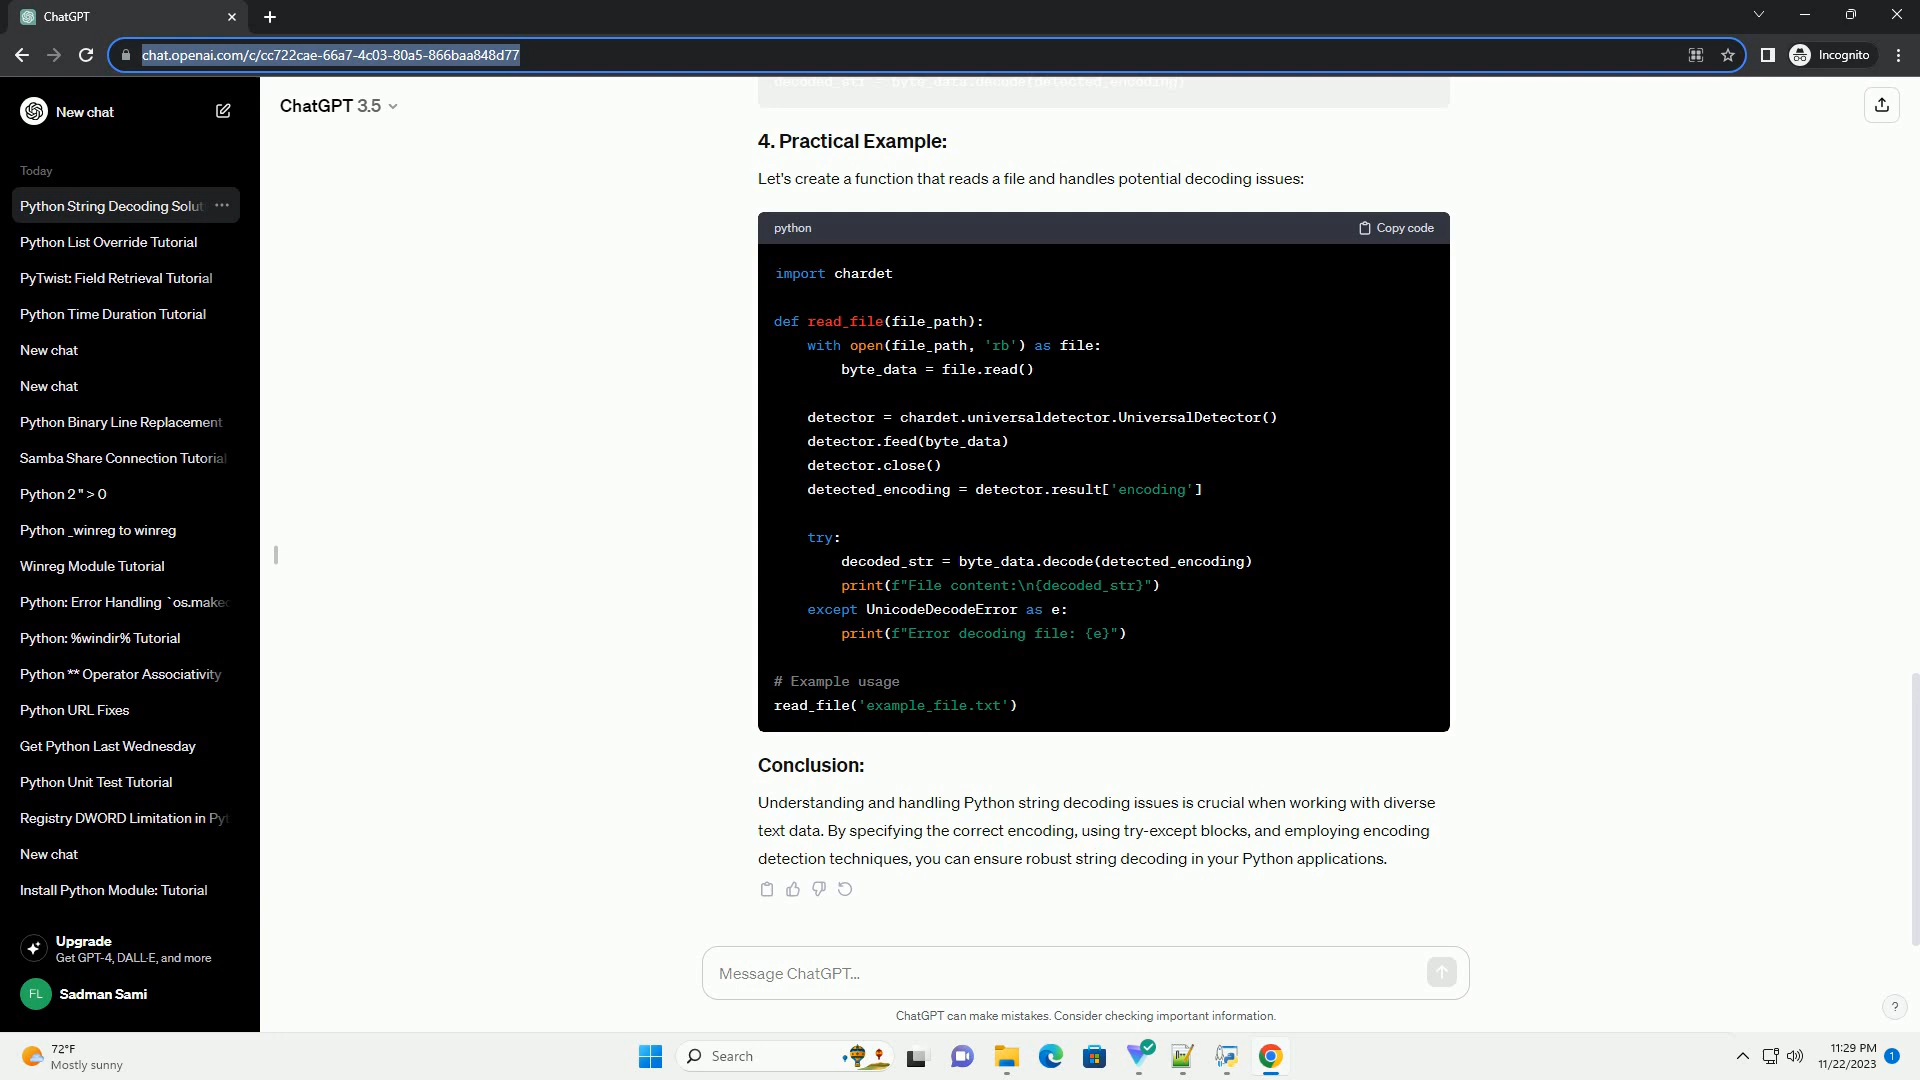 ChatGPT
chat.openai.com/c/cc722cae-66a7-4c03-80a5-866baa848d77
Incognito
New chat
Today
Python String Decoding Solut
Python List Override Tutorial
PyTwist: Field Retrieval Tutorial
Python Time Duration Tutorial
New chat
New chat
Python Binary Line Replacement
Samba Share Connection Tutorial
Python 2 '' > 0
Python _winreg to winreg
Winreg Module Tutorial
Python: Error Handling `os.maked
Python: %windir% Tutorial
Python ** Operator Associativity
Python URL Fixes
Get Python Last Wednesday
Python Unit Test Tutorial
Registry DWORD Limitation in Pyt
New chat
Install Python Module: Tutorial
Upgrade
Get GPT-4, DALL·E, and more
FL
Sadman Sami
ChatGPT 3.5
decoded_str = byte_data.decode(detected_encoding)
4. Practical Example:
Let's create a function that reads a file and handles potential decoding issues:
python
Copy code
import chardet
def read_file(file_path):
with open(file_path, 'rb') as file:
byte_data = file.read()
detector = chardet.universaldetector.UniversalDetector()
detector.feed(byte_data)
detector.close()
detected_encoding = detector.result['encoding']
try:
decoded_str = byte_data.decode(detected_encoding)
print(f"File content:\n{decoded_str}")
except UnicodeDecodeError as e:
print(f"Error decoding file: {e}")
# Example usage
read_file('example_file.txt')
Conclusion:
Understanding and handling Python string decoding issues is crucial when working with diverse
text data. By specifying the correct encoding, using try-except blocks, and employing encoding
detection techniques, you can ensure robust string decoding in your Python applications.
Message ChatGPT...
ChatGPT can make mistakes. Consider checking important information.
?
72°F
Mostly sunny
Search
11:29 PM
11/22/2023
1